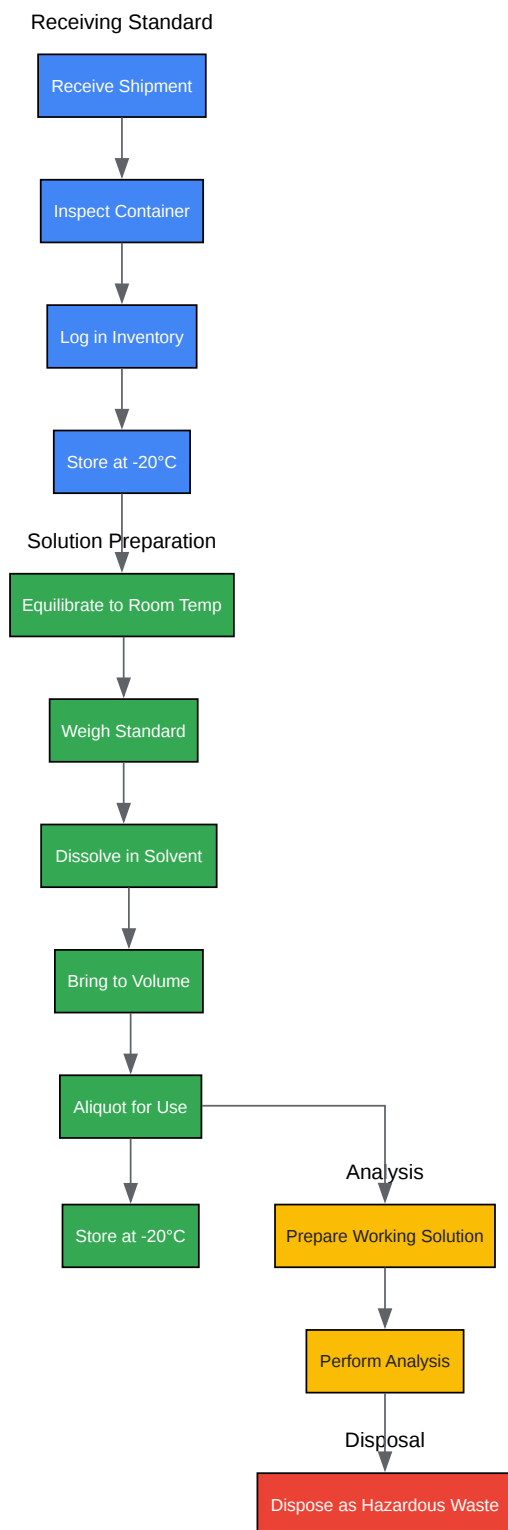 Receiving Standard
Receive Shipment
Inspect Container
Log in Inventory
Store at -20°C
Solution Preparation
Equilibrate to Room Temp
Weigh Standard
Dissolve in Solvent
Bring to Volume
Aliquot for Use
Store at -20°C
Analysis
Prepare Working Solution
Perform Analysis
Disposal
Dispose as Hazardous Waste